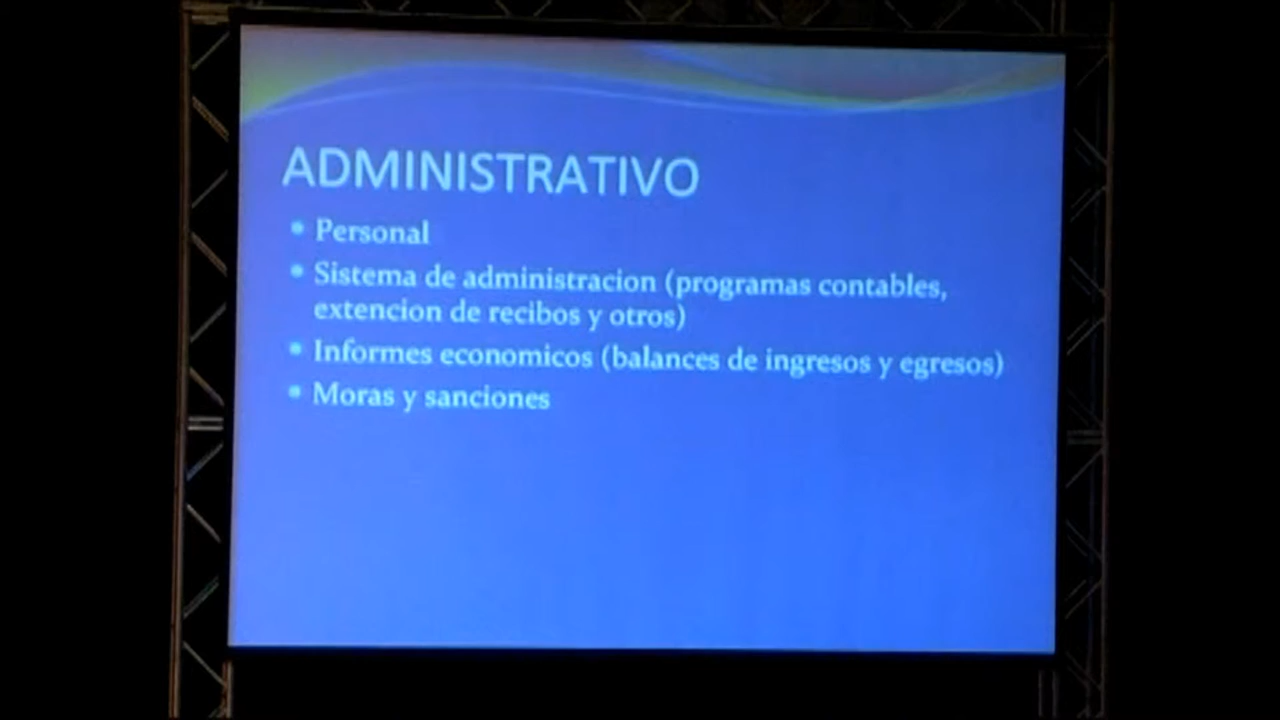 ADMINISTRATIVO
Personal
Sistema de administracion (programas contables,
extencion de recibos y otros)
Informes economicos (balances de ingresos y egresos)
Moras y sanciones